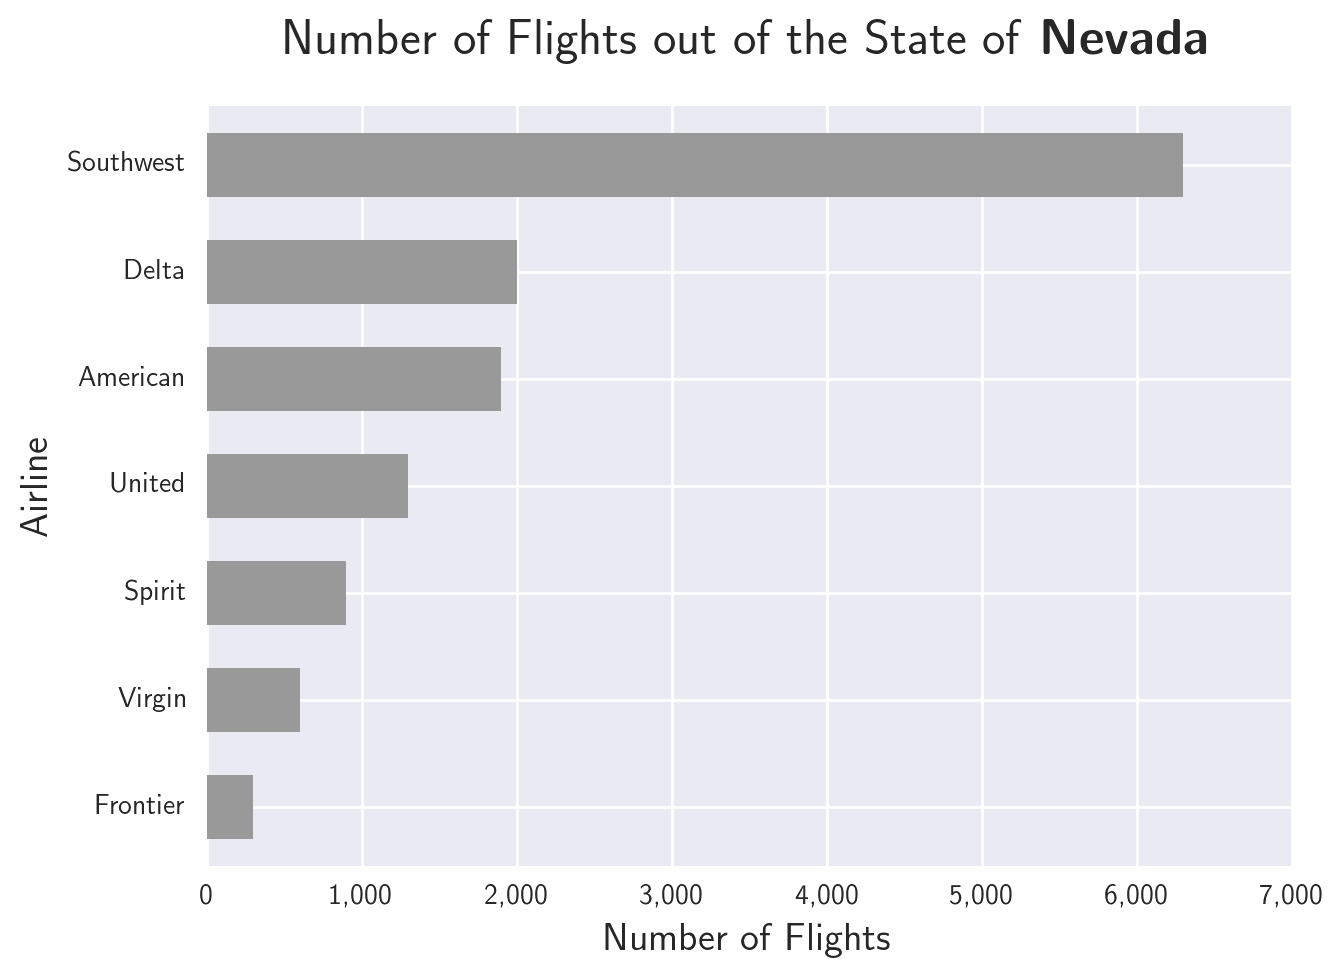 Number of Flights out of the State of Nevada
Southwest
Delta
American
United
Spirit
Virgin
Frontier
Airline
0 1,000 2,000 3,000 4,000 5,000 6,000 7,000
Number of Flights